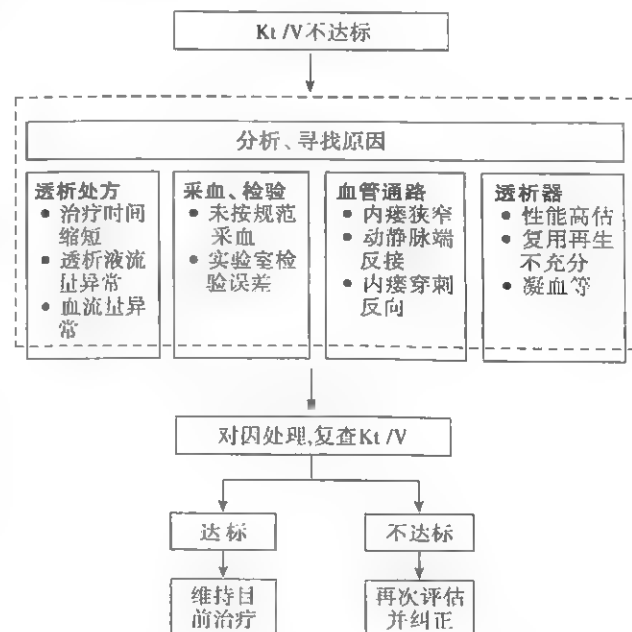 Kt /V不达标
分析、寻找原因
透析处方
● 治疗时间
缩短
● 透析液流
量异常
● 血流量异
常
采血、检验
● 未按规范
采血
● 实验室检
验误差
血管通路
● 内瘘狭窄
● 动静脉端
反接
● 内瘘穿刺
反向
透析器
● 性能高估
● 复用再生
不充分
● 凝血等
对因处理,复查Kt /V
达标
不达标
维持目
前治疗
再次评估
并纠正